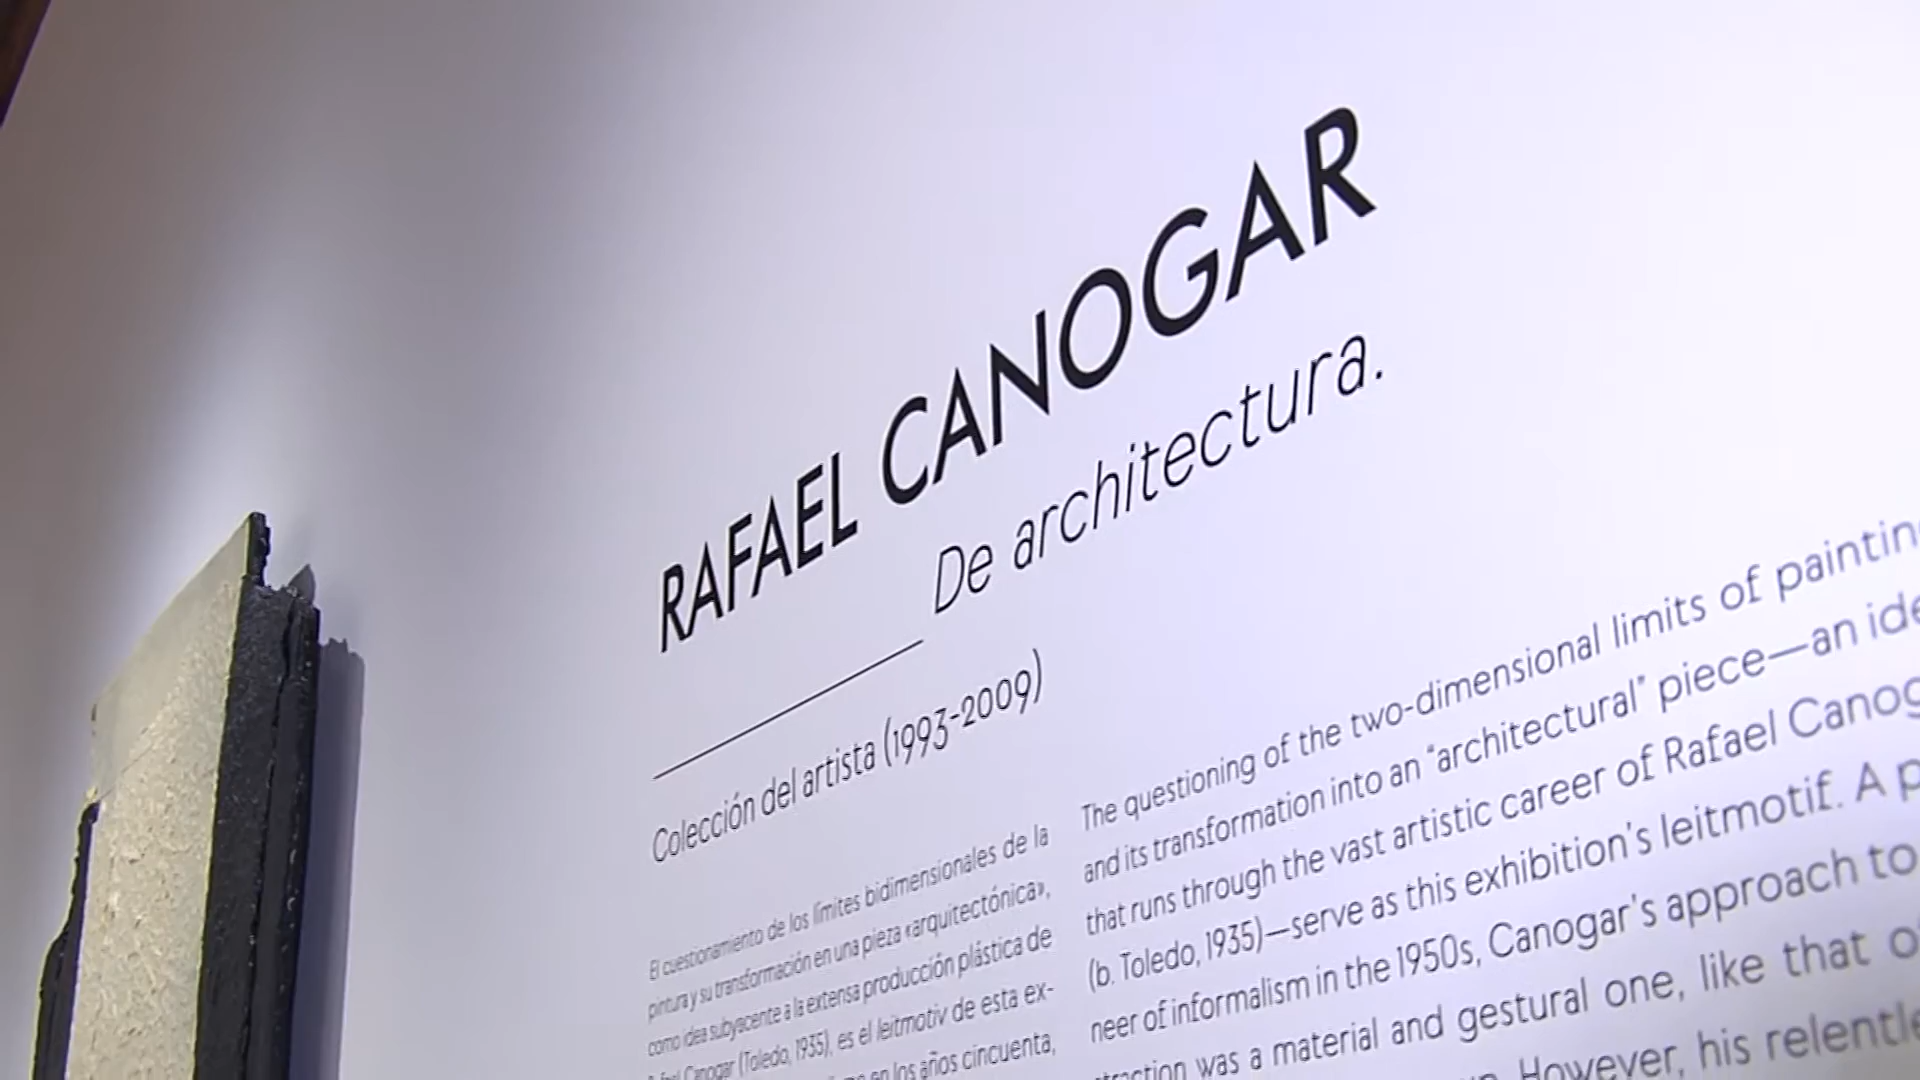 RAFAEL CANOGAR
De architectura.
Colección del artista (1993-2009)
El cuestionamiento de los límites bidimensionales de la
pintura y su transformación en una pieza «arquitectónica»,
como idea subyacente a la extensa producción plástica de
Canogar (Toledo, 1935), es el leitmotiv de esta ex-
en los años cincuenta,
The questioning of the two-dimensional limits of
and its transformation into an “architectural” piece—an
that runs through the vast artistic career of Rafael
(b. Toledo, 1935)—serve as this exhibition’s leitmotif. A
neer of informalism in the 1950s, Canogar’s approach to
was a material and gestural one, like that
However, his